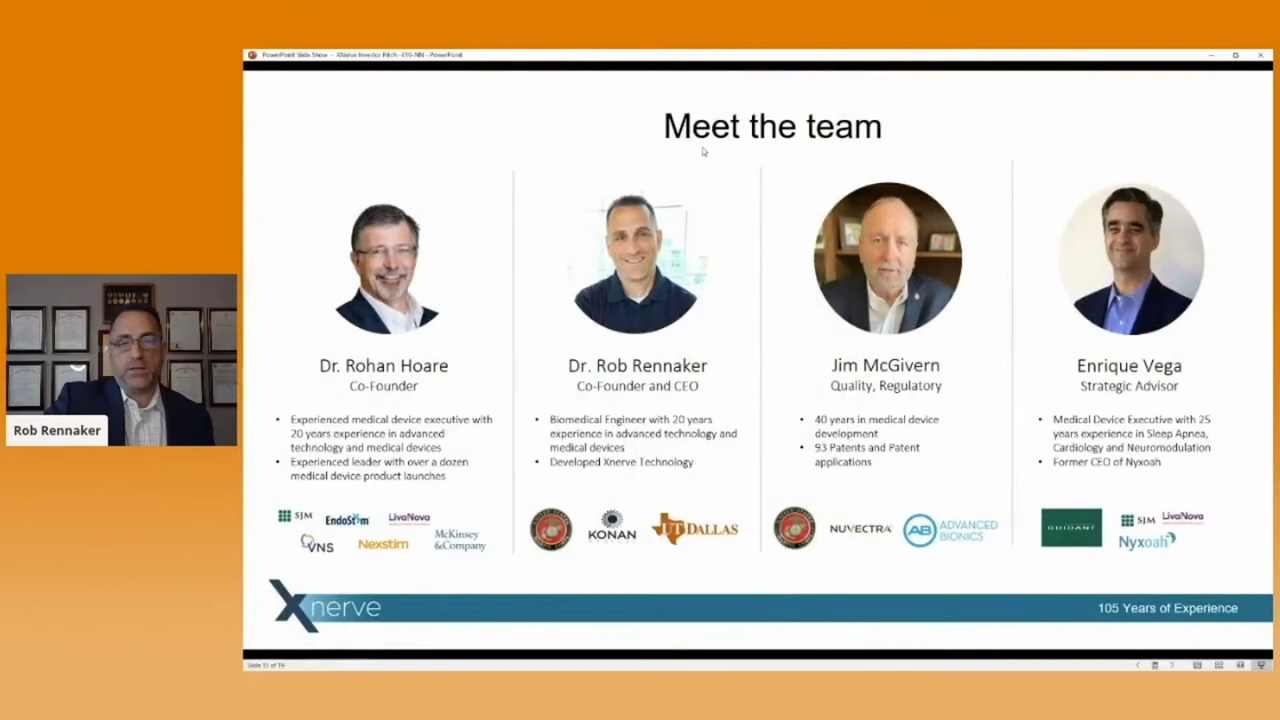 PowerPoint Slide Show - XNerve Investor Pitch -V10-NN - PowerPoint
Meet the team
Dr. Rohan Hoare
Co-Founder
• Experienced medical device executive with
20 years experience in advanced
technology and medical devices
• Experienced leader with over a dozen
medical device product launches
SJM
EndoStim
LivaNova
VNS
Nexstim
McKinsey
&Company
Dr. Rob Rennaker
Co-Founder and CEO
• Biomedical Engineer with 20 years
experience in advanced technology and
medical devices
• Developed Xnerve Technology
KONAN
UT DALLAS
Jim McGivern
Quality, Regulatory
• 40 years in medical device
development
• 93 Patents and Patent
applications
NUVECTRA
AB ADVANCED
BIONICS
Enrique Vega
Strategic Advisor
• Medical Device Executive with 25
years experience in Sleep Apnea,
Cardiology and Neuromodulation
• Former CEO of Nyxoah
GUIDANT
SJM
LivaNova
Nyxoah
Rob Rennaker
Xnerve
105 Years of Experience
Slide 15 of 19